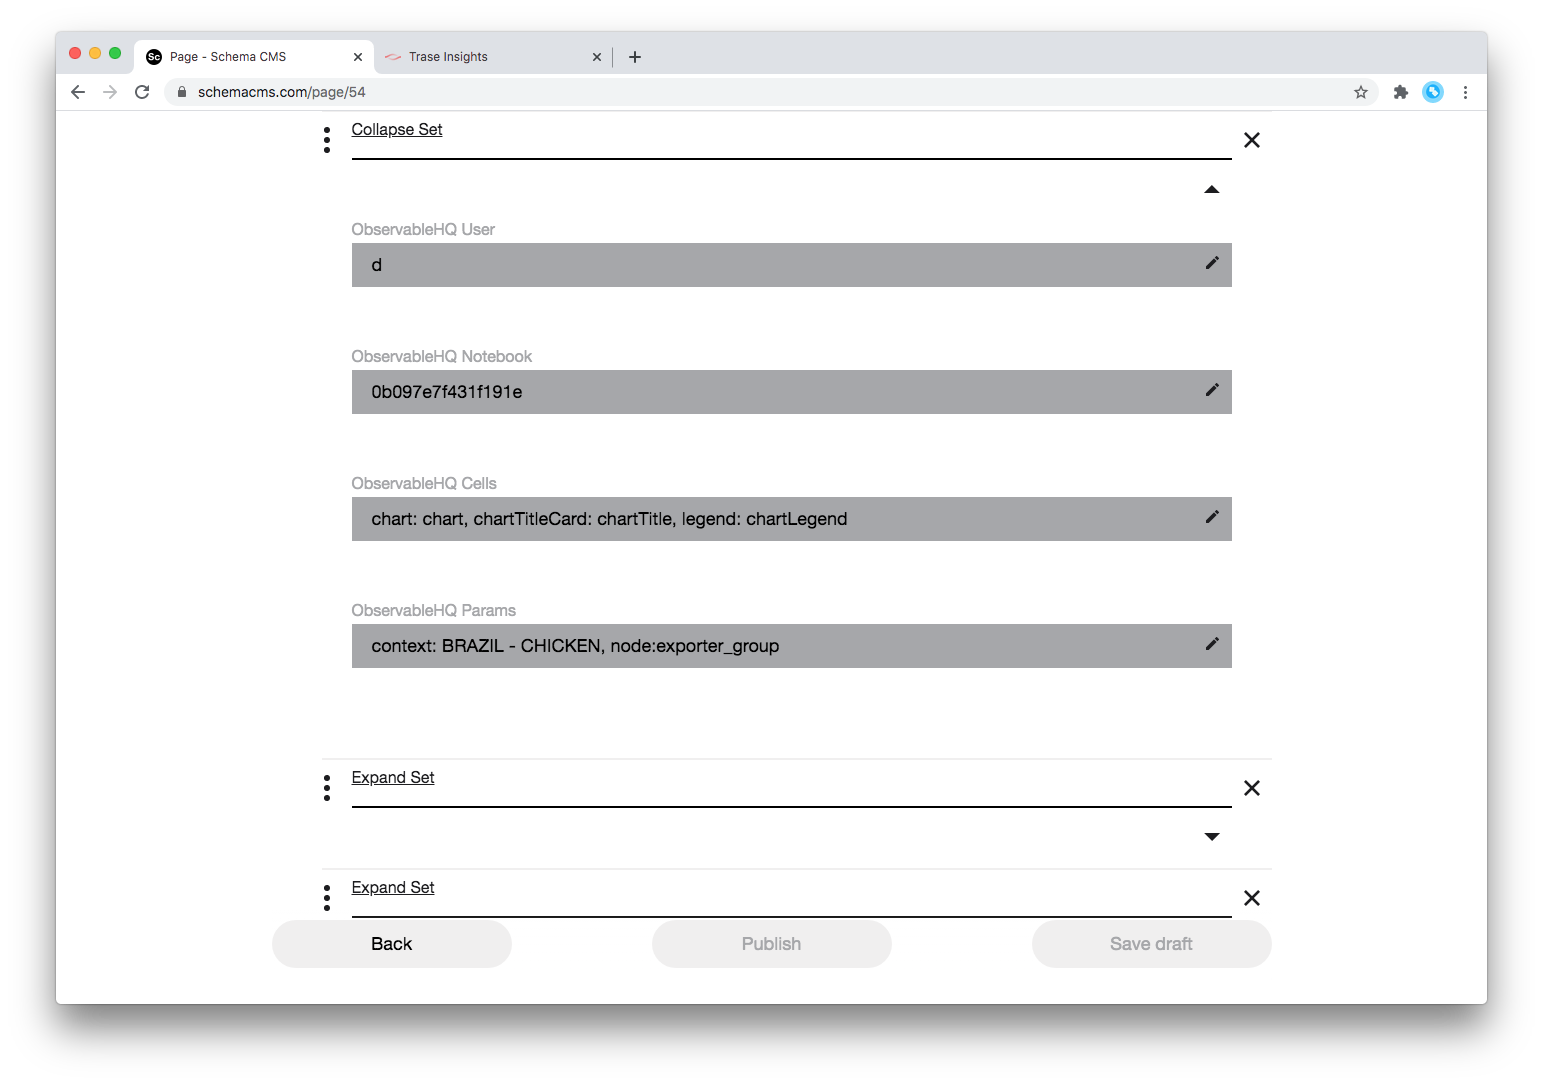 Sc Page - Schema CMS
Trase Insights
schemacms.com/page/54
Collapse Set
ObservableHQ User
d
ObservableHQ Notebook
0b097e7f431f191e
ObservableHQ Cells
chart: chart, chartTitleCard: chartTitle, legend: chartLegend
ObservableHQ Params
context: BRAZIL - CHICKEN, node:exporter_group
Expand Set
Expand Set
Back
Publish
Save draft